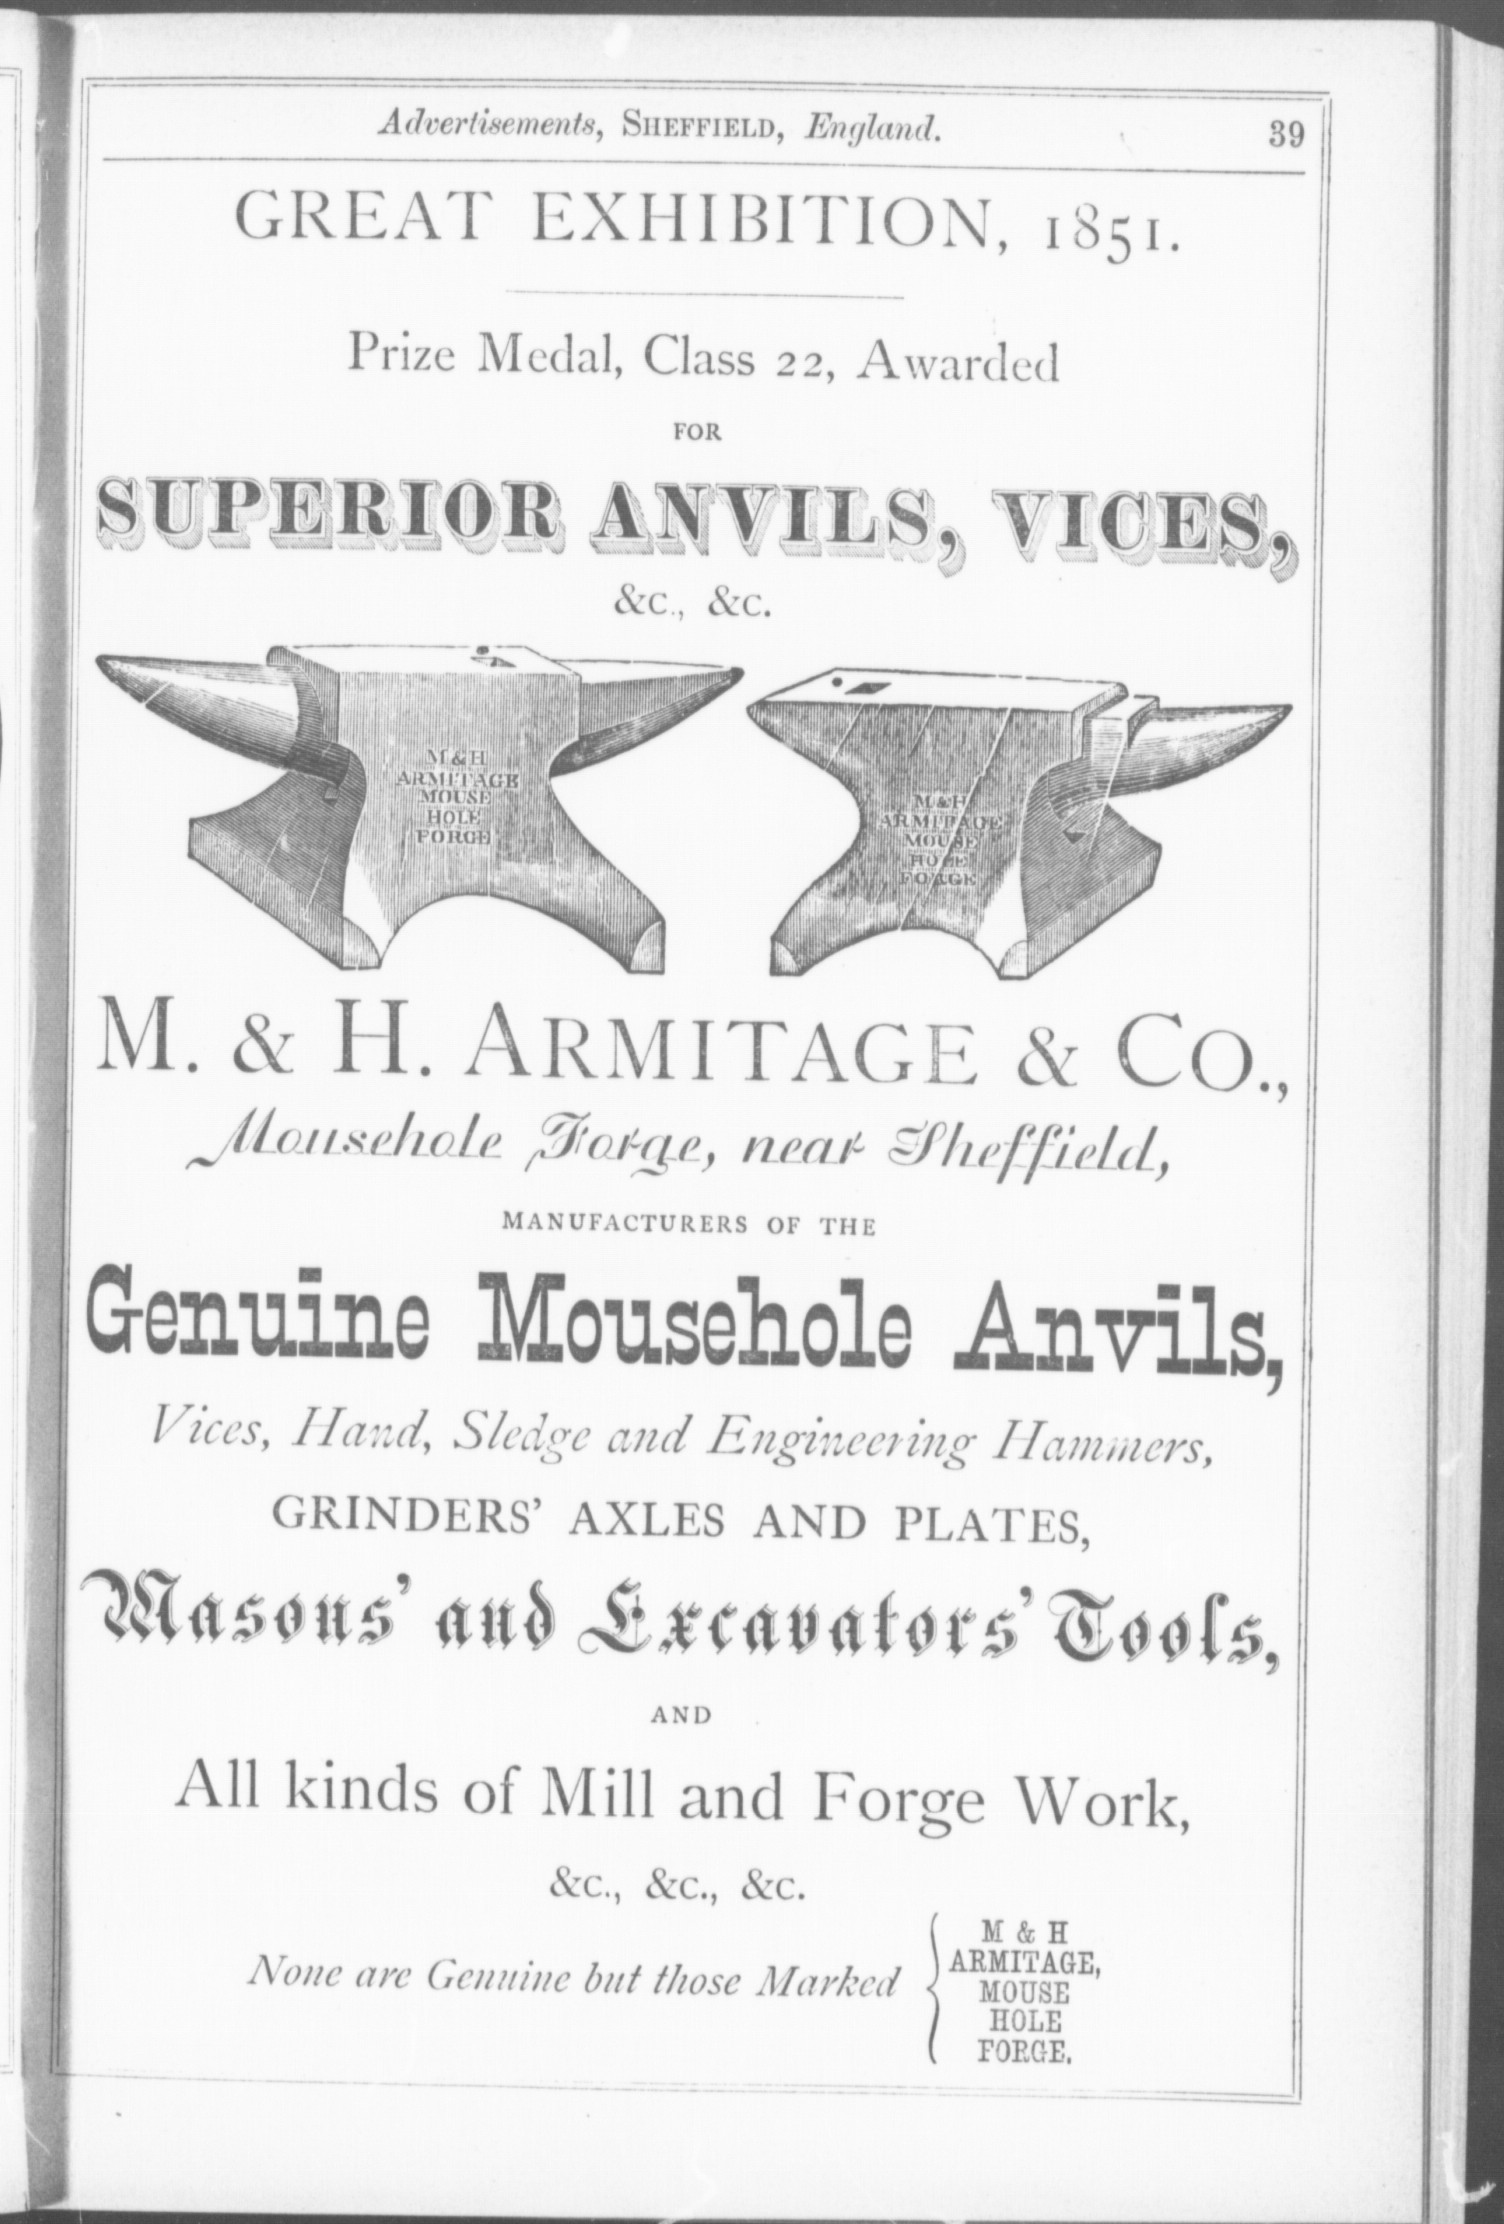 Advertisements, SHEFFIELD, England. 39
GREAT EXHIBITION, 1851.
Prize Medal, Class 22, Awarded
FOR
SUPERIOR ANVILS, VICES,
&c., &c.
M & H
ARMITAGE
MOUSE
HOLE
FORGE
M & H
ARMITAGE
MOUSE
HOLE
FORGE
M. & H. ARMITAGE & CO.,
Mousehole Forge, near Sheffield,
MANUFACTURERS OF THE
Genuine Mousehole Anvils,
Vices, Hand, Sledge and Engineering Hammers,
GRINDERS' AXLES AND PLATES,
Masons' and Excavators' Tools,
AND
All kinds of Mill and Forge Work,
&c., &c., &c.
None are Genuine but those Marked
M & H
ARMITAGE,
MOUSE
HOLE
FORGE.